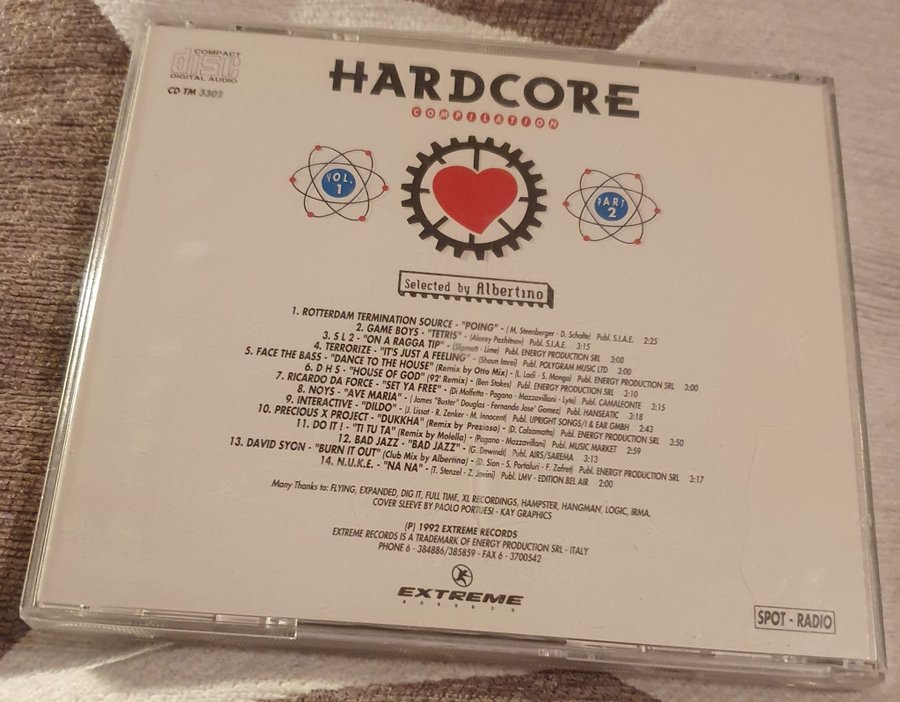 COMPACT
disc
DIGITAL AUDIO
CD TM 3302
HARDCORE
COMPILATION
VOL. 1
PART 2
Selected by Albertino
1. ROTTERDAM TERMINATION SOURCE - "POING" - ( M. Steenberger - D. Scholte) Publ. S.I.A.E. 2:25
2. GAME BOYS - "TETRIS" - (Alexey Pazhitnov) Publ. S.I.A.E. 3:15
3. S L 2 - "ON A RAGGA TIP" - (Slipmatt - Lime) Publ. ENERGY PRODUCTION SRL 3:00
4. TERRORIZE - "IT'S JUST A FEELING" - (Shaun Imrei) Publ. POLYGRAM MUSIC LTD 3:00
5. FACE THE BASS - "DANCE TO THE HOUSE" (Remix by Otto Mix) - (L. Lodi - S. Mango) Publ. ENERGY PRODUCTION SRL 3:00
6. D H S - "HOUSE OF GOD" (92' Remix) - (Ben Stokes) Publ. ENERGY PRODUCTION SRL 3:10
7. RICARDO DA FORCE - "SET YA FREE" - (Di Molfetta - Pagano - Mazzavillani - Lyte) Publ. CAMALEONTE 3:15
8. NOYS - "AVE MARIA" - ( James "Buster" Douglas - Fernando Jose' Gomez) Publ. HANSEATIC 3:18
9. INTERACTIVE - "DILDO" - (J. Lissat - R. Zenker - M. Innocent) Publ. UPRIGHT SONGS/I & EAR GMBH 2:43
10. PRECIOUS X PROJECT - "DUKKHA" (Remix by Prezioso) - (D. Calzamatta) Publ. ENERGY PRODUCTION SRL 3:50
11. DO IT ! - "TI TU TA" (Remix by Molella) - (Pagano - Mazzavillani) Publ. MUSIC MARKET 2:59
12. BAD JAZZ - "BAD JAZZ" - (G. Dewindt) Publ. AIRS/SAREMA 3:13
13. DAVID SYON - "BURN IT OUT" (Club Mix by Albertino) - (D. Sion - S. Portaluri - F. Zafret) Publ. ENERGY PRODUCTION SRL 3:17
14. N.U.K.E. - "NA NA" - (T. Stenzel - Z. Jovini) Publ. LMV - EDITION BEL AIR 2:00
Many Thanks to: FLYING, EXPANDED, DIG IT, FULL TIME, XL RECORDINGS, HAMPSTER, HANGMAN, LOGIC, IRMA.
COVER SLEEVE BY PAOLO PORTUESI - KAY GRAPHICS
(P) 1992 EXTREME RECORDS
EXTREME RECORDS IS A TRADEMARK OF ENERGY PRODUCTION SRL - ITALY
PHONE 6 - 384886/385859 - FAX 6 - 3700542
EXTREME
RECORDS
SPOT - RADIO